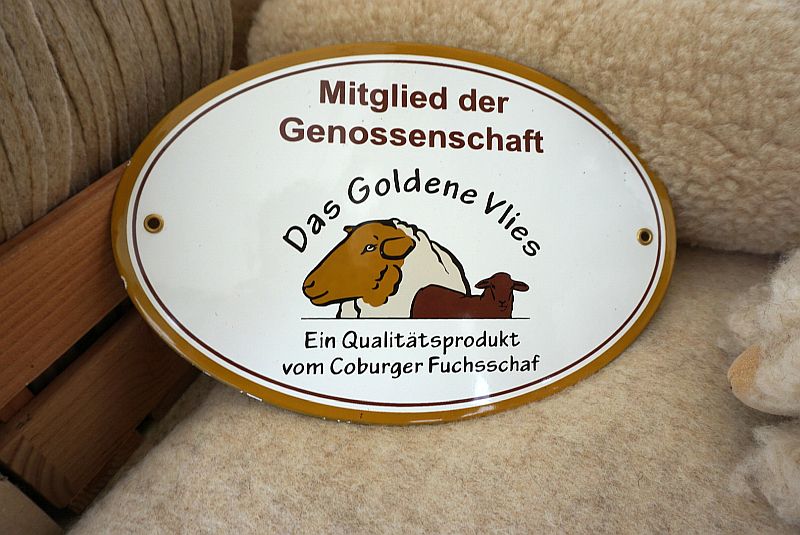 Mitglied der
Genossenschaft
Das Goldene Vlies
Ein Qualitätsprodukt
vom Coburger Fuchsschaf